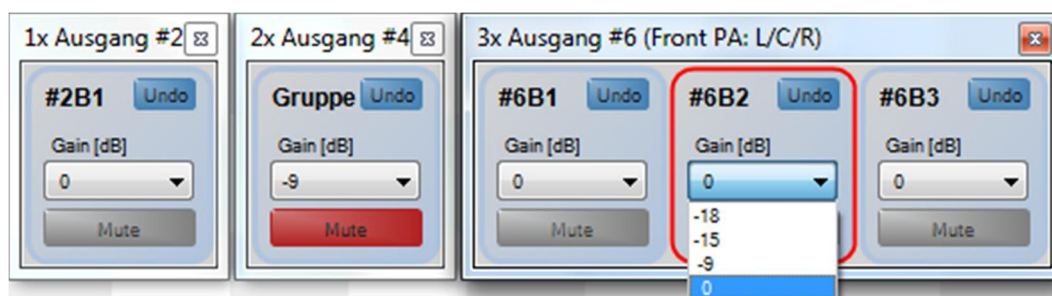 1x Ausgang #2
#2B1 Undo
Gain [dB]
0
Mute
2x Ausgang #4
Gruppe Undo
Gain [dB]
-9
Mute
3x Ausgang #6 (Front PA: L/C/R)
#6B1 Undo
Gain [dB]
0
Mute
#6B2 Undo
Gain [dB]
0
-18
-15
-9
0
#6B3 Undo
Gain [dB]
0
Mute